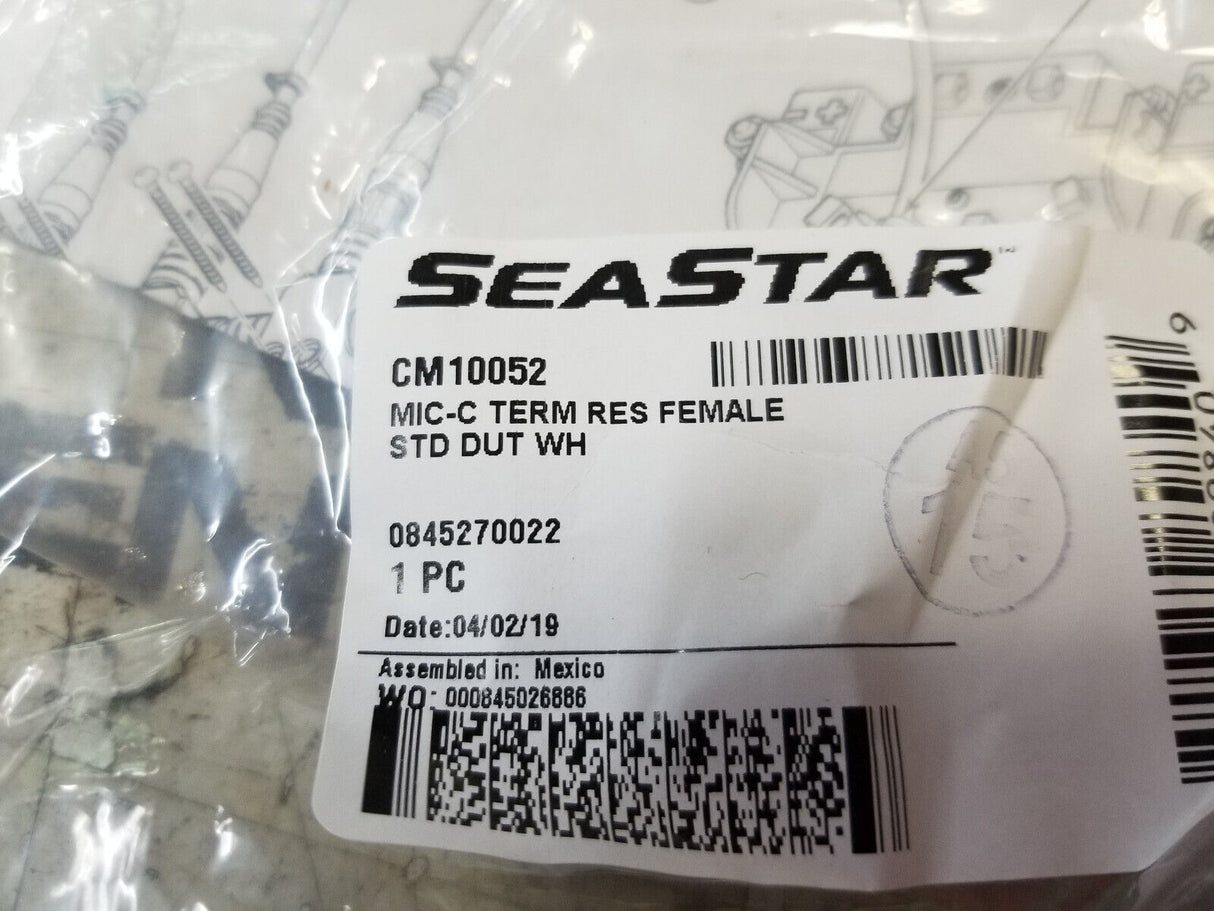 SEASTAR™
CM10052
MIC-C TERM RES FEMALE
STD DUT WH
0845270022
1 PC
Date:04/02/19
Assembled in: Mexico
WO: 000845026886